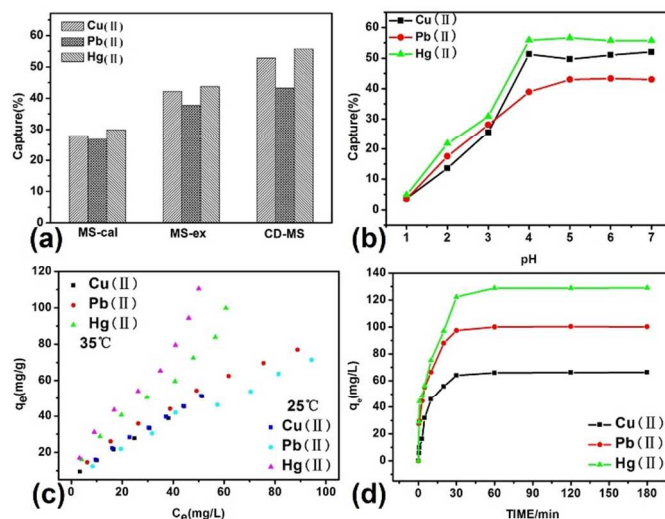 Cu(Ⅱ)
Pb(Ⅱ)
Hg(Ⅱ)
Capture(%)
80
70
60
50
40
30
20
10
0
MS-cal
MS-ex
CD-MS
(a)
Cu(Ⅱ)
Pb(Ⅱ)
Hg(Ⅱ)
Capture(%)
60
50
40
30
20
10
0
1 2 3 4 5 6 7
pH
(b)
Cu(Ⅱ)
Pb(Ⅱ)
Hg(Ⅱ)
35℃
25℃
Cu(Ⅱ)
Pb(Ⅱ)
Hg(Ⅱ)
qe(mg/g)
120
100
80
60
40
20
0 20 40 60 80 100
Ce(mg/L)
(c)
qe(mg/L)
140
120
100
80
60
40
20
0
Cu(Ⅱ)
Pb(Ⅱ)
Hg(Ⅱ)
0 30 60 90 120 150 180
TIME/min
(d)